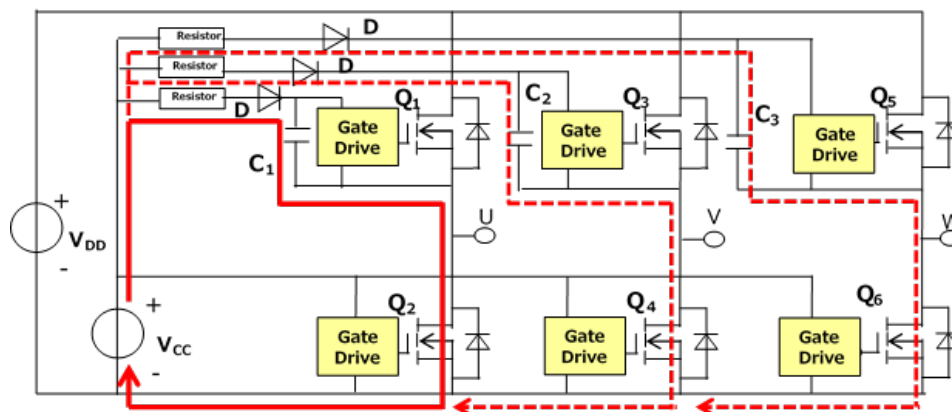 Resistor
D
Resistor
D
Resistor
D
C1
Gate
Drive
Q1
C2
Gate
Drive
Q3
C3
Gate
Drive
Q5
U
V
W
+
VDD
-
+
VCC
-
Gate
Drive
Q2
Gate
Drive
Q4
Gate
Drive
Q6